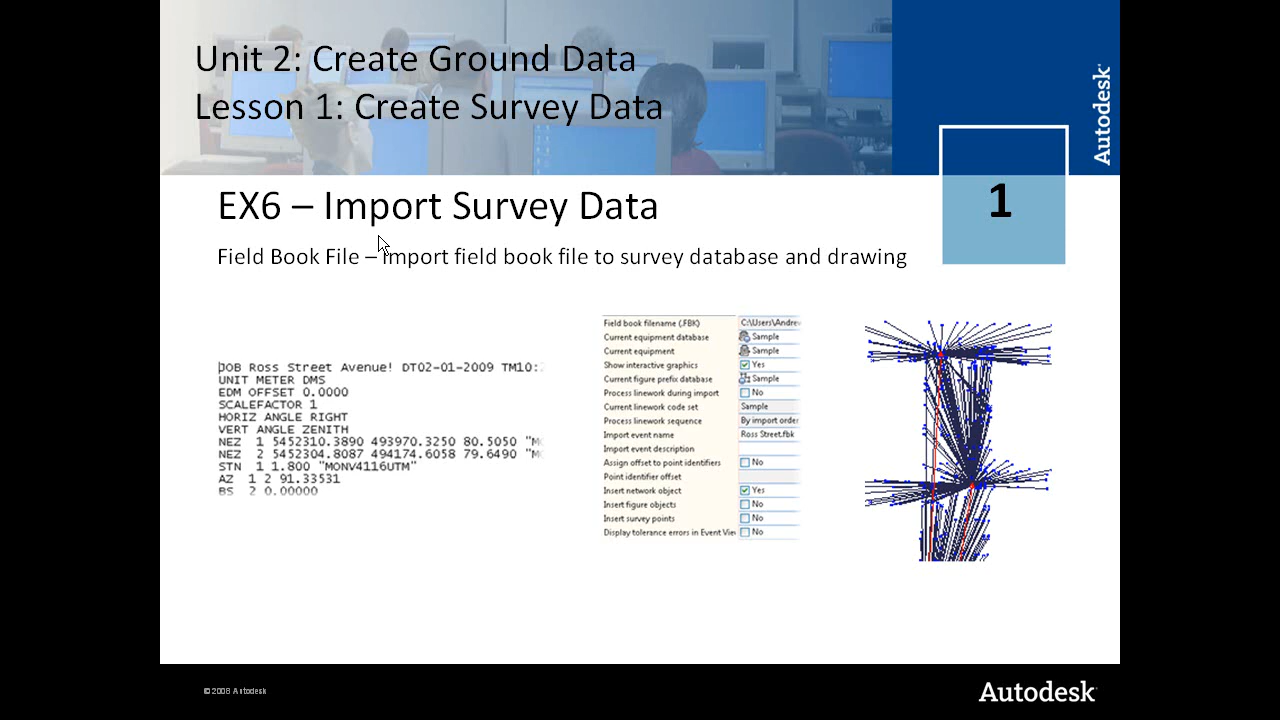 Unit 2: Create Ground Data
Lesson 1: Create Survey Data
Autodesk
1
EX6 – Import Survey Data
Field Book File – Import field book file to survey database and drawing
JOB Ross Street Avenue! DT02-01-2009 TM10:
UNIT METER DMS
EDM OFFSET 0.0000
SCALEFACTOR 1
HORIZ ANGLE RIGHT
VERT ANGLE ZENITH
NEZ 1 5452310.3890 493970.3250 80.5050
NEZ 2 5452304.8087 494174.6058 79.6490
STN 1 1.800 "MONV4116UTM"
AZ 1 2 91.33531
BS 2 0.00000
Field book filename (.FBK) C:\Users\Andrew
Current equipment database Sample
Current equipment Sample
Show interactive graphics Yes
Current figure prefix database Sample
Process linework during import No
Current linework code set Sample
Process linework sequence By import order
Import event name Ross Street.fbk
Import event description
Assign offset to point identifiers No
Point identifier offset
Insert network object Yes
Insert figure objects No
Insert survey points No
Display tolerance errors in Event No
© 2008 Autodesk
Autodesk